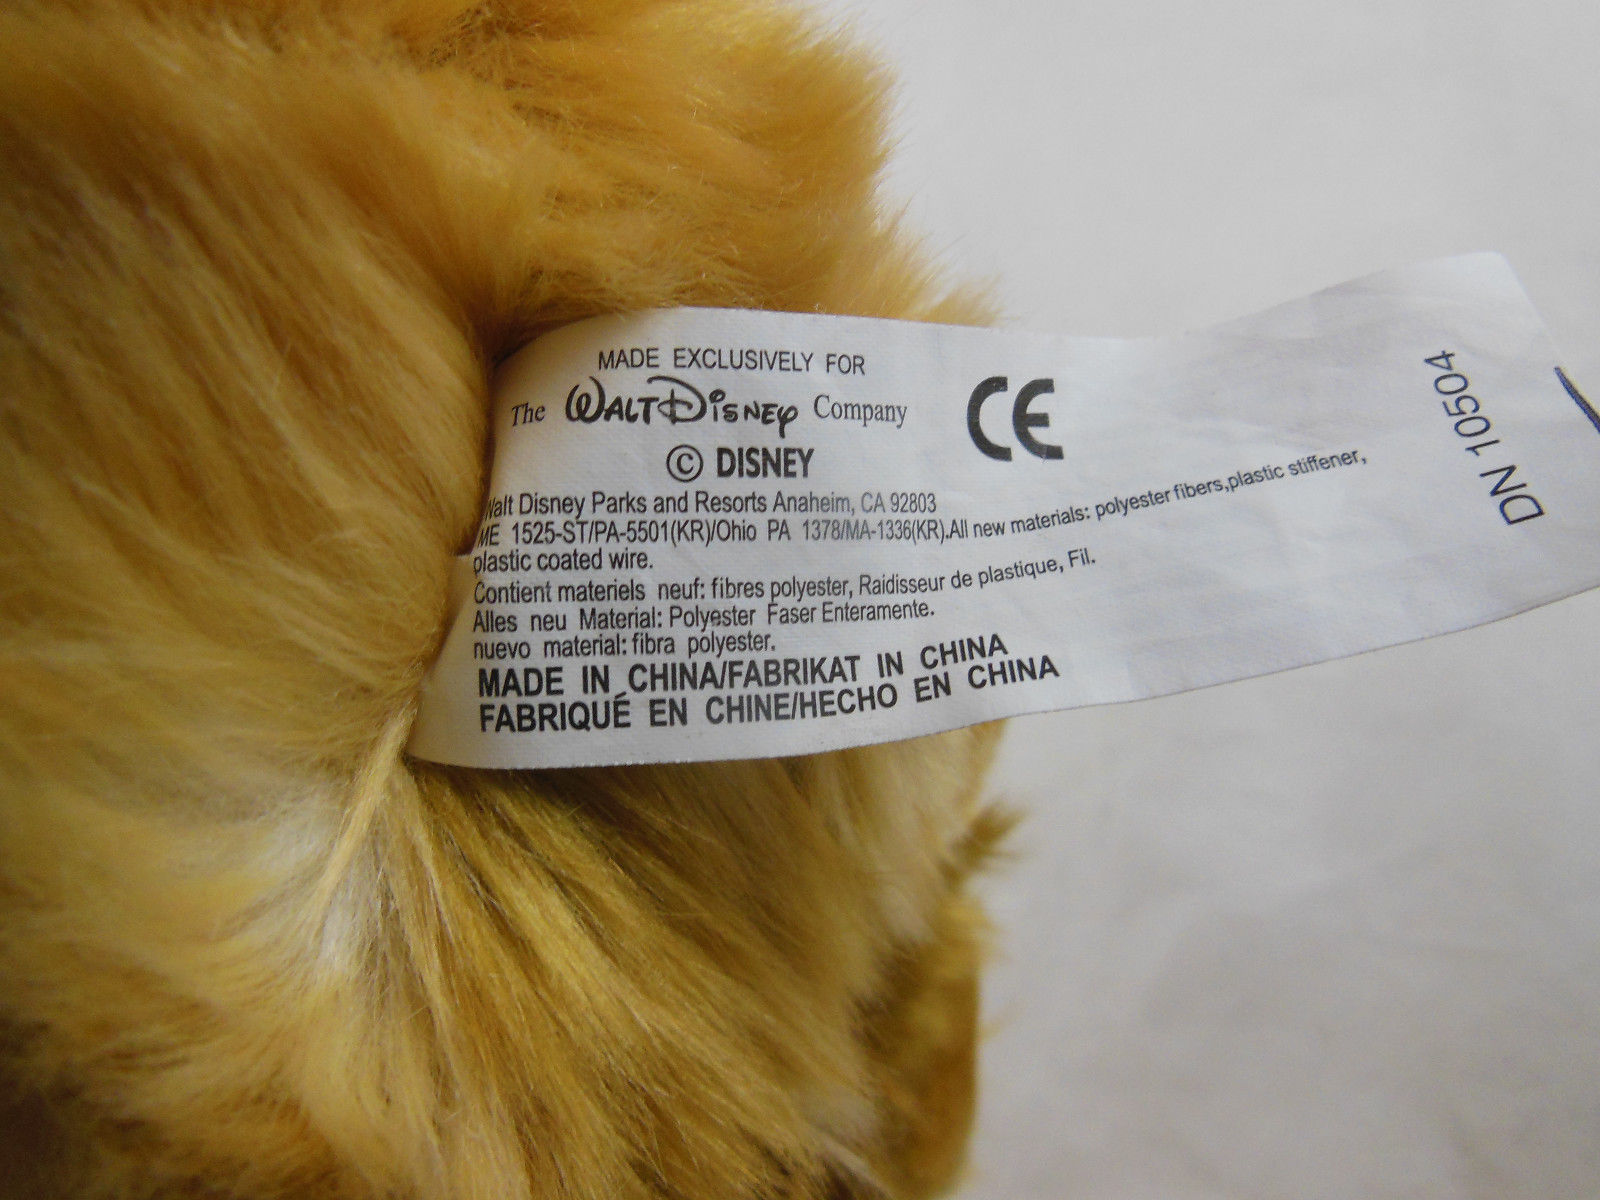 MADE EXCLUSIVELY FOR
The WALT DISNEY Company
© DISNEY
CE
Walt Disney Parks and Resorts Anaheim, CA 92803
ME 1525-ST/PA-5501(KR)/Ohio PA 1378/MA-1336(KR).All new materials: polyester fibers,plastic stiffener,
plastic coated wire.
Contient materiels neuf: fibres polyester, Raidisseur de plastique, Fil.
Alles neu Material: Polyester Faser Enteramente.
nuevo material: fibra polyester.
MADE IN CHINA/FABRIKAT IN CHINA
FABRIQUÉ EN CHINE/HECHO EN CHINA
DN 10504